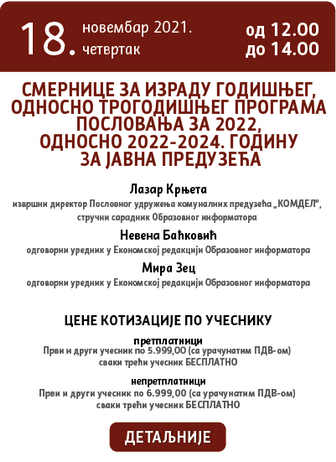 18. новембар 2021.
четвртак
од 12.00
до 14.00
СМЕРНИЦЕ ЗА ИЗРАДУ ГОДИШЊЕГ,
ОДНОСНО ТРОГОДИШЊЕГ ПРОГРАМА
ПОСЛОВАЊА ЗА 2022,
ОДНОСНО 2022-2024. ГОДИНУ
ЗА ЈАВНА ПРЕДУЗЕЋА
Лазар Крњета
извршни директор Пословног удружења комуналних предузећа „КОМДЕЛ“,
стручни сарадник Образовног информатора
Невена Баћковић
одговорни уредник у Економској редакцији Образовног информатора
Мира Зец
одговорни уредник у Економској редакцији Образовног информатора
ЦЕНЕ КОТИЗАЦИЈЕ ПО УЧЕСНИКУ
претплатници
Први и други учесник по 5.999,00 (са урачунатим ПДВ-ом)
сваки трећи учесник БЕСПЛАТНО
непретплатници
Први и други учесник по 6.999,00 (са урачунатим ПДВ-ом)
сваки трећи учесник БЕСПЛАТНО
ДЕТАЉНИЈЕ